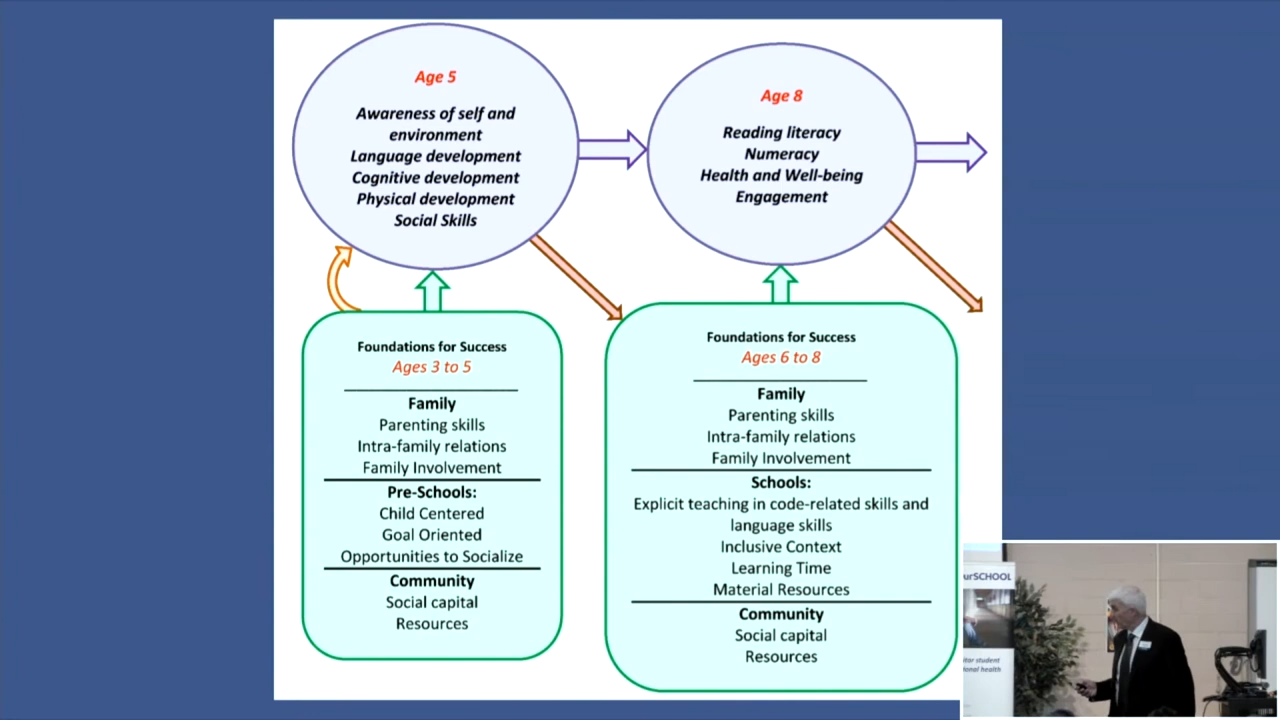 Age 5
Awareness of self and
environment
Language development
Cognitive development
Physical development
Social Skills
Age 8
Reading literacy
Numeracy
Health and Well-being
Engagement
Foundations for Success
Ages 3 to 5
Family
Parenting skills
Intra-family relations
Family Involvement
Pre-Schools:
Child Centered
Goal Oriented
Opportunities to Socialize
Community
Social capital
Resources
Foundations for Success
Ages 6 to 8
Family
Parenting skills
Intra-family relations
Family Involvement
Schools:
Explicit teaching in code-related skills and
language skills
Inclusive Context
Learning Time
Material Resources
Community
Social capital
Resources
urSCHOOL
student
health